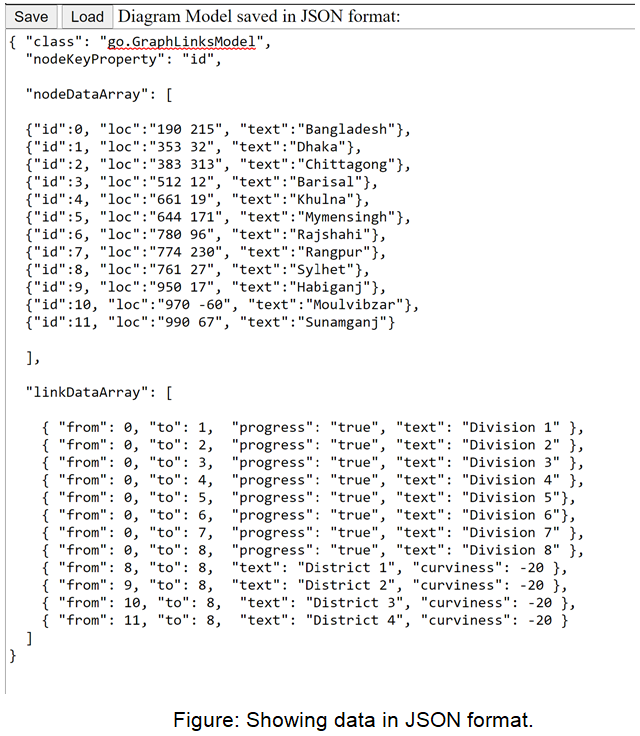 Save Load Diagram Model saved in JSON format:
{ "class": "go.GraphLinksModel",
  "nodeKeyProperty": "id",

  "nodeDataArray": [

  {"id":0, "loc":"190 215", "text":"Bangladesh"},
  {"id":1, "loc":"353 32", "text":"Dhaka"},
  {"id":2, "loc":"383 313", "text":"Chittagong"},
  {"id":3, "loc":"512 12", "text":"Barisal"},
  {"id":4, "loc":"661 19", "text":"Khulna"},
  {"id":5, "loc":"644 171", "text":"Mymensingh"},
  {"id":6, "loc":"780 96", "text":"Rajshahi"},
  {"id":7, "loc":"774 230", "text":"Rangpur"},
  {"id":8, "loc":"761 27", "text":"Sylhet"},
  {"id":9, "loc":"950 17", "text":"Habiganj"},
  {"id":10, "loc":"970 -60", "text":"Moulvibzar"},
  {"id":11, "loc":"990 67", "text":"Sunamganj"}

  ],

  "linkDataArray": [

    { "from": 0, "to": 1,  "progress": "true", "text": "Division 1" },
    { "from": 0, "to": 2,  "progress": "true", "text": "Division 2" },
    { "from": 0, "to": 3,  "progress": "true", "text": "Division 3" },
    { "from": 0, "to": 4,  "progress": "true", "text": "Division 4" },
    { "from": 0, "to": 5,  "progress": "true", "text": "Division 5"},
    { "from": 0, "to": 6,  "progress": "true", "text": "Division 6"},
    { "from": 0, "to": 7,  "progress": "true", "text": "Division 7" },
    { "from": 0, "to": 8,  "progress": "true", "text": "Division 8" },
    { "from": 8, "to": 8,  "text": "District 1", "curviness": -20 },
    { "from": 9, "to": 8,  "text": "District 2", "curviness": -20 },
    { "from": 10, "to": 8,  "text": "District 3", "curviness": -20 },
    { "from": 11, "to": 8,  "text": "District 4", "curviness": -20 }
  ]
}
Figure: Showing data in JSON format.